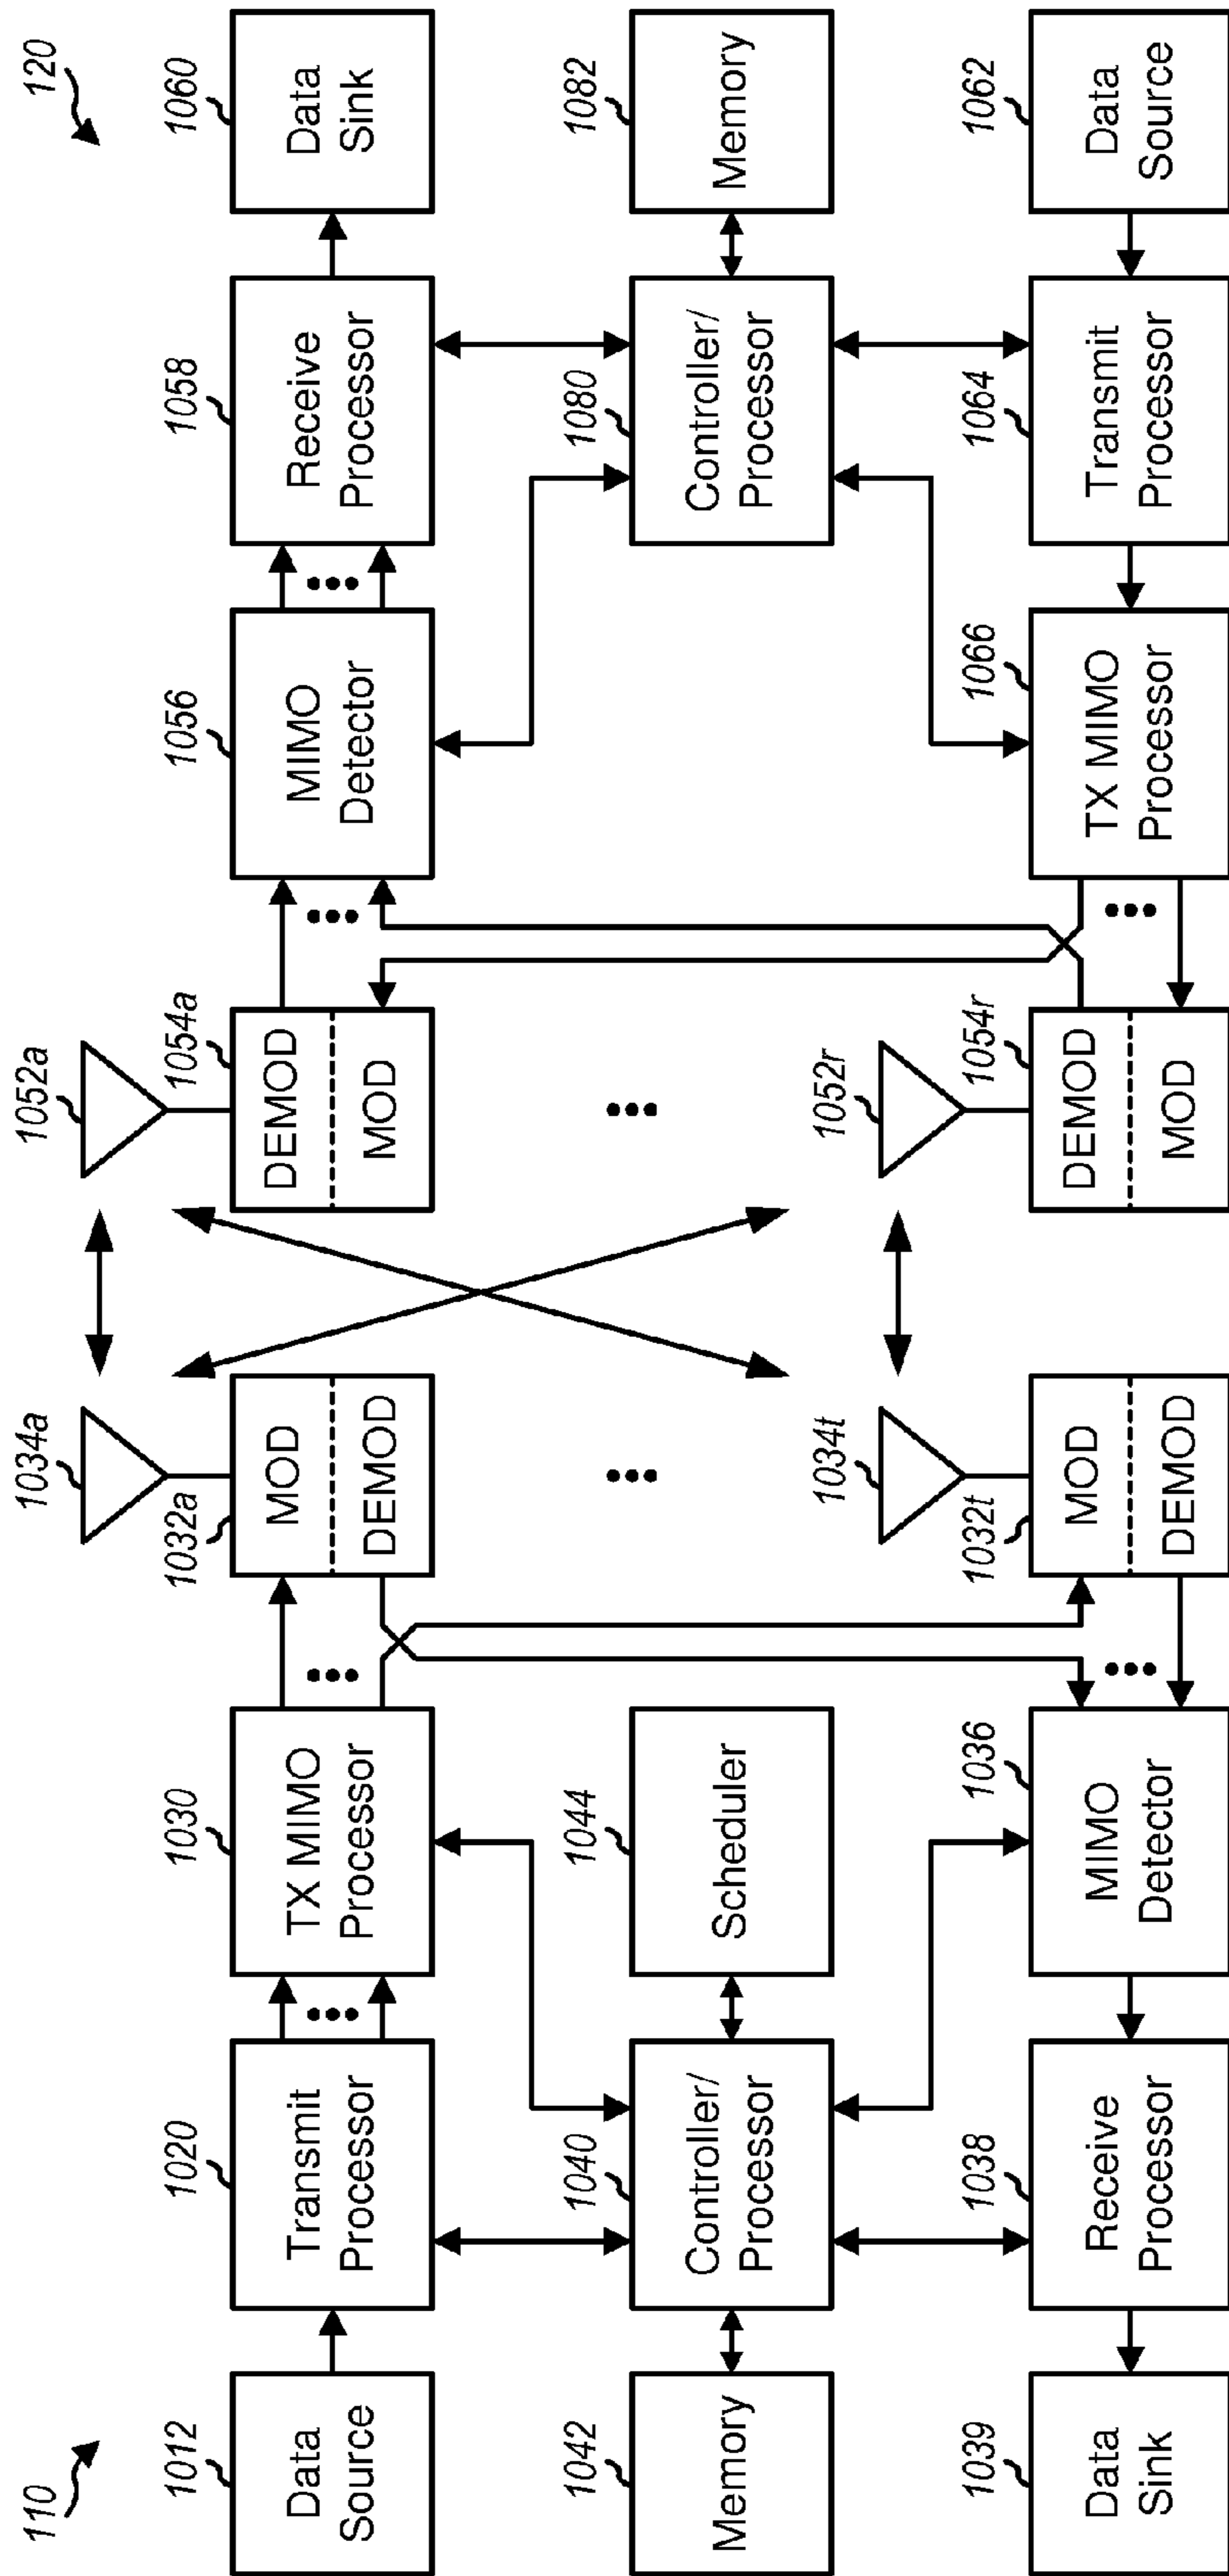 110
120
1012
Data
Source
1020
Transmit
Processor
1030
TX MIMO
Processor
1034a
1032a
MOD
DEMOD
1052a
1054a
DEMOD
MOD
1056
MIMO
Detector
1058
Receive
Processor
1060
Data
Sink
1042
Memory
1040
Controller/
Processor
1044
Scheduler
1080
Controller/
Processor
1082
Memory
1039
Data
Sink
1038
Receive
Processor
1036
MIMO
Detector
1034t
1032t
MOD
DEMOD
1052r
1054r
DEMOD
MOD
1066
TX MIMO
Processor
1064
Transmit
Processor
1062
Data
Source